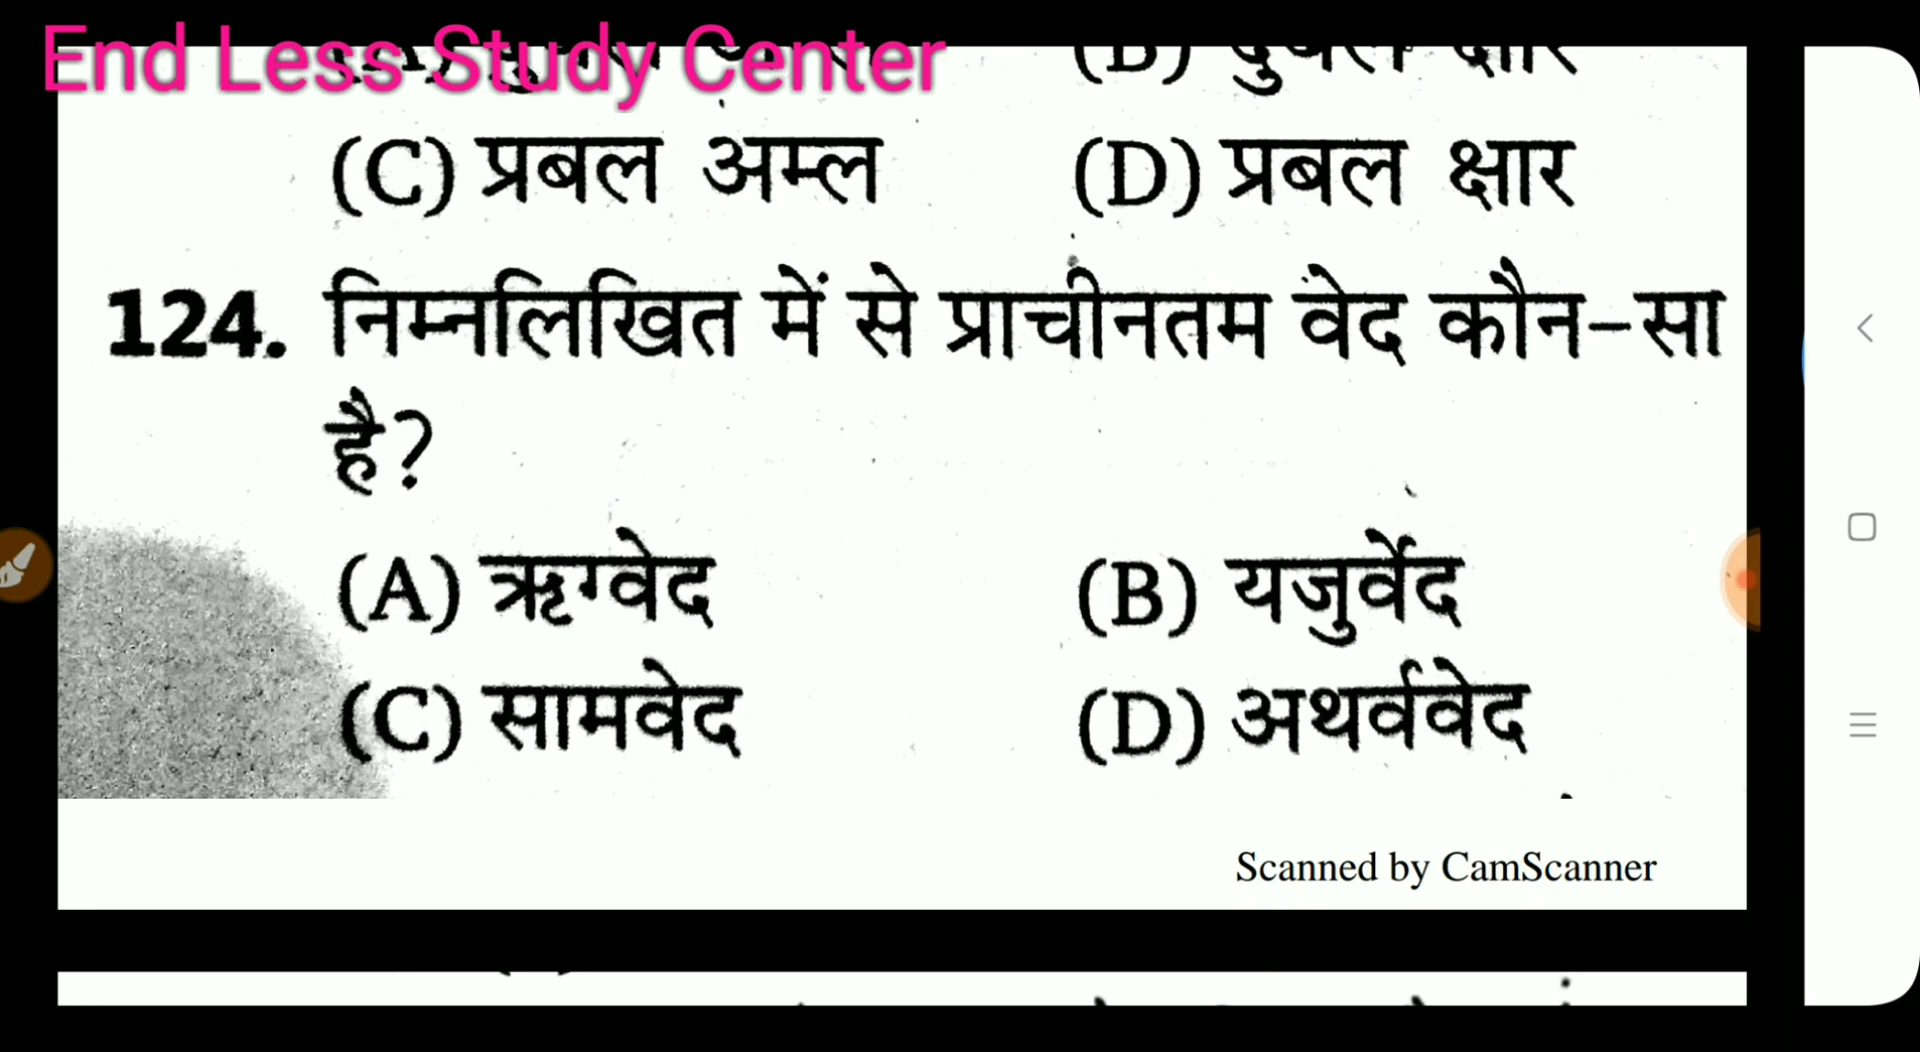 End Less Study Center
(C) प्रबल अम्ल (D) प्रबल क्षार
124. निम्नलिखित में से प्राचीनतम वेद कौन-सा
है?
(A) ऋग्वेद (B) यजुर्वेद
(C) सामवेद (D) अथर्ववेद
Scanned by CamScanner